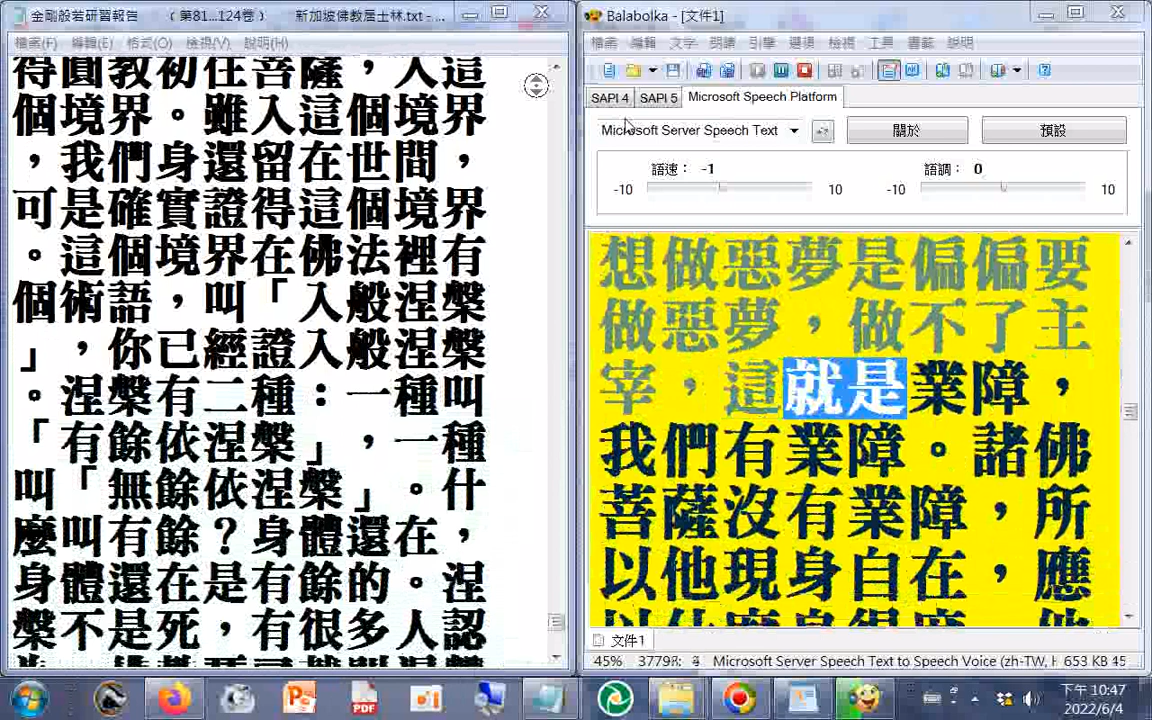 金剛般若研習報告 （第81...124卷） 新加坡佛教居士林.txt - ...
檔案(F) 編輯(E) 格式(O) 檢視(V) 說明(H)
得圓教初住菩薩，入這
個境界。雖入這個境界
，我們身還留在世間，
可是確實證得這個境界
。這個境界在佛法裡有
個術語，叫「入般涅槃
」，你已經證入般涅槃
。涅槃有二種：一種叫
「有餘依涅槃」，一種
叫「無餘依涅槃」。什
麼叫有餘？身體還在，
身體還在是有餘的。涅
槃不是死，有很多人認
Balabolka - [文件1]
檔案 編輯 文字 朗讀 引擎 選項 檢視 工具 書籤 說明
SAPI 4 SAPI 5 Microsoft Speech Platform
Microsoft Server Speech Text 關於 預設
語速： -1 語調： 0
-10 10 -10 10
想做惡夢是偏偏要
做惡夢，做不了主
宰，這就是業障，
我們有業障。諸佛
菩薩沒有業障，所
以他現身自在，應
文件1
45% Microsoft Server Speech Text to Speech Voice (zh-TW, H 653 KB 45
PDF
下午 10:47
2022/6/4